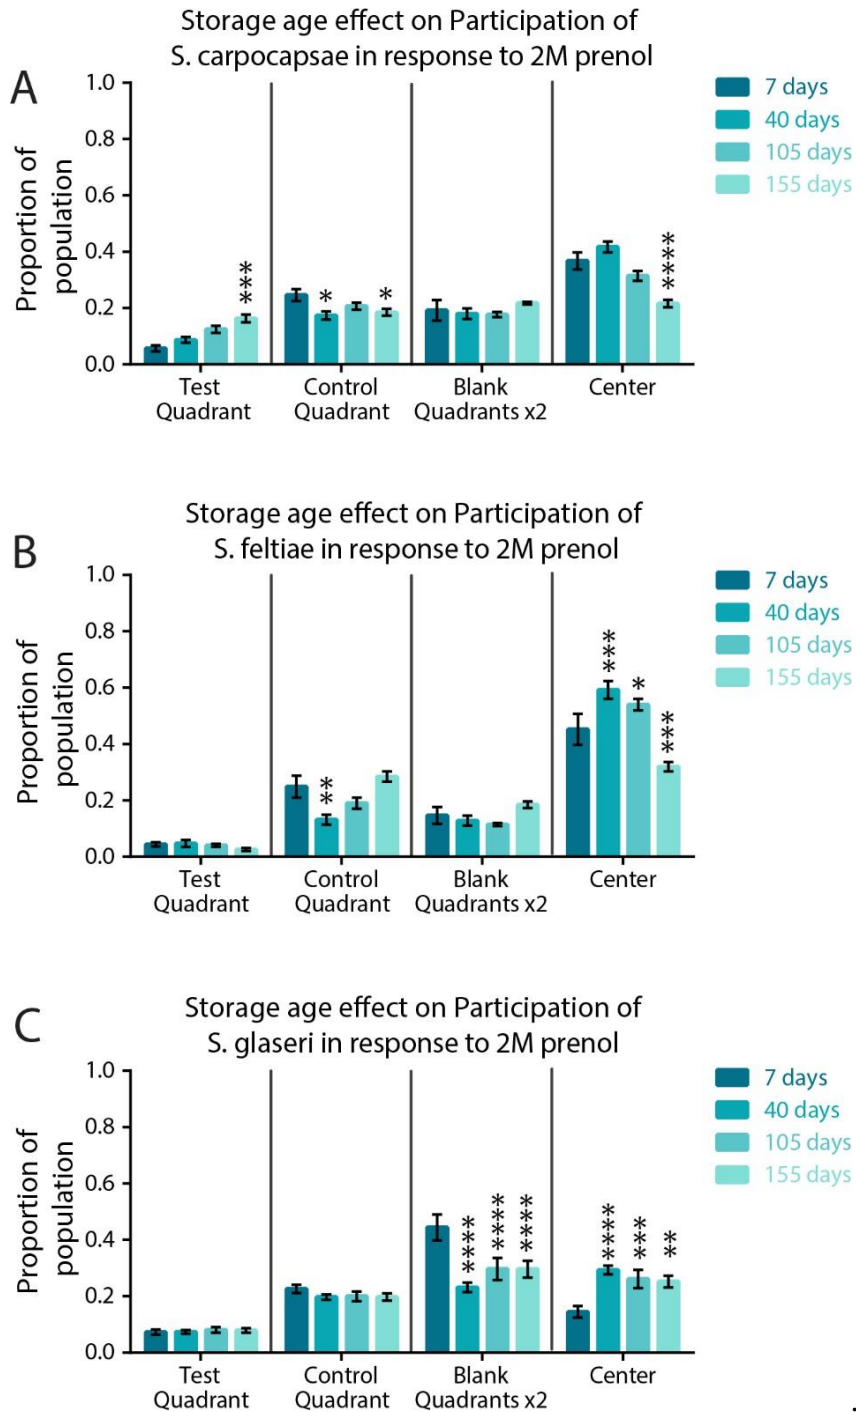 Storage age effect on Participation of
S. carpocapsae in response to 2M prenol
A
1.0
0.8
0.6
0.4
0.2
0.0
Proportion of
population
***
*
*
****
Test
Quadrant
Control
Quadrant
Blank
Quadrants x2
Center
7 days
40 days
105 days
155 days
Storage age effect on Participation of
S. feltiae in response to 2M prenol
B
1.0
0.8
0.6
0.4
0.2
0.0
Proportion of
population
**
***
*
***
Test
Quadrant
Control
Quadrant
Blank
Quadrants x2
Center
7 days
40 days
105 days
155 days
Storage age effect on Participation of
S. glaseri in response to 2M prenol
C
1.0
0.8
0.6
0.4
0.2
0.0
Proportion of
population
****
****
****
****
***
**
Test
Quadrant
Control
Quadrant
Blank
Quadrants x2
Center
7 days
40 days
105 days
155 days
.